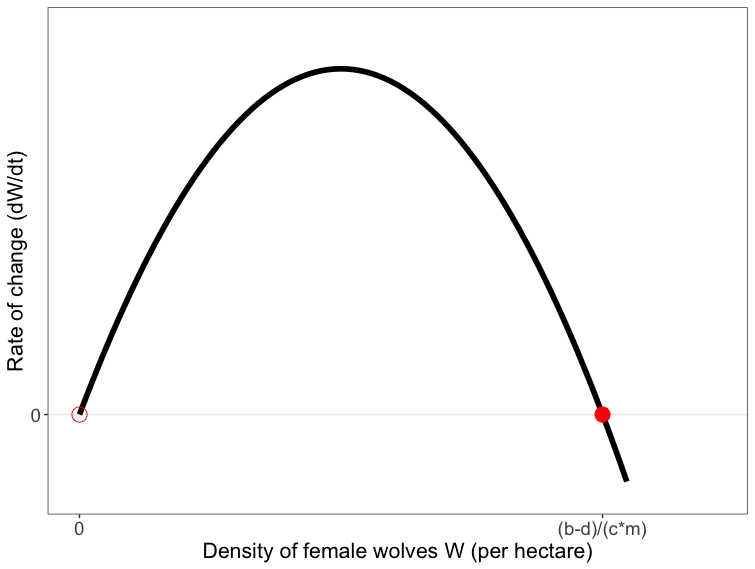 Rate of change (dW/dt)
0
0
(b-d)/(c*m)
Density of female wolves W (per hectare)